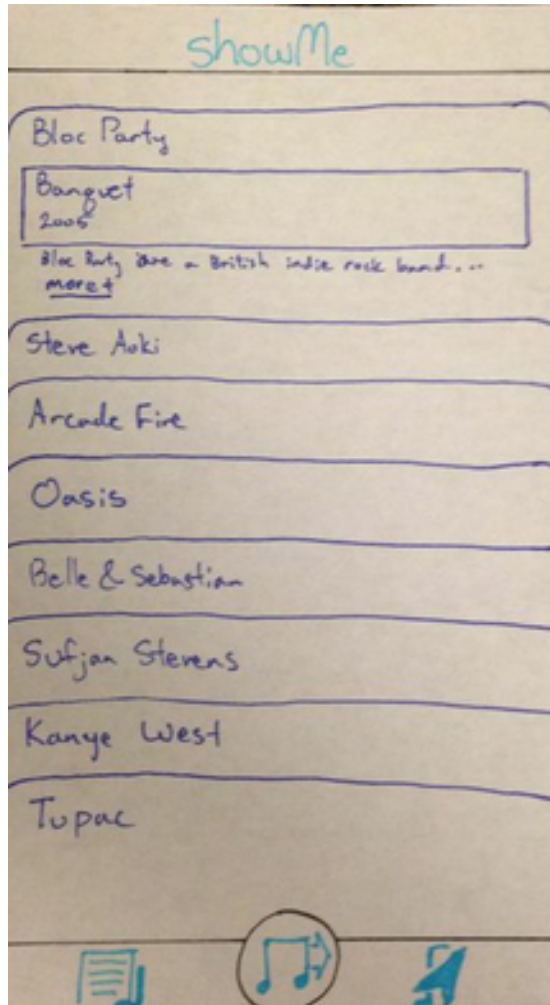 showMe
Bloc Party
Banquet
2005
Bloc Party are a British indie rock band...
more+
Steve Aoki
Arcade Fire
Oasis
Belle & Sebastian
Sufjan Stevens
Kanye West
Tupac